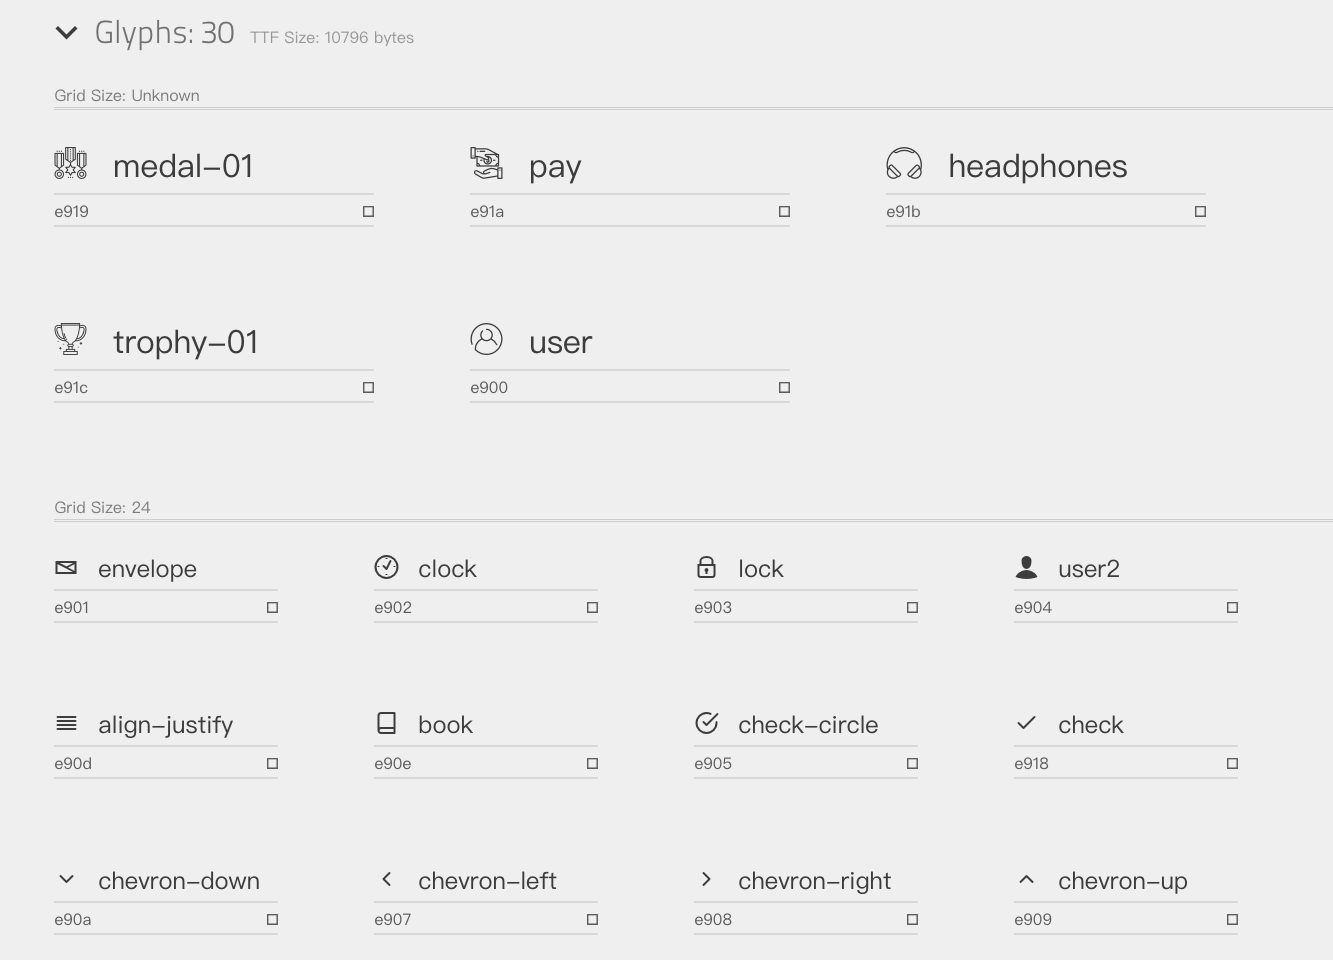 Glyphs: 30 TTF Size: 10796 bytes
Grid Size: Unknown
medal-01 pay headphones
e919 e91a e91b
trophy-01 user
e91c e900
Grid Size: 24
envelope clock lock user2
e901 e902 e903 e904
align-justify book check-circle check
e90d e90e e905 e918
chevron-down chevron-left chevron-right chevron-up
e90a e907 e908 e909